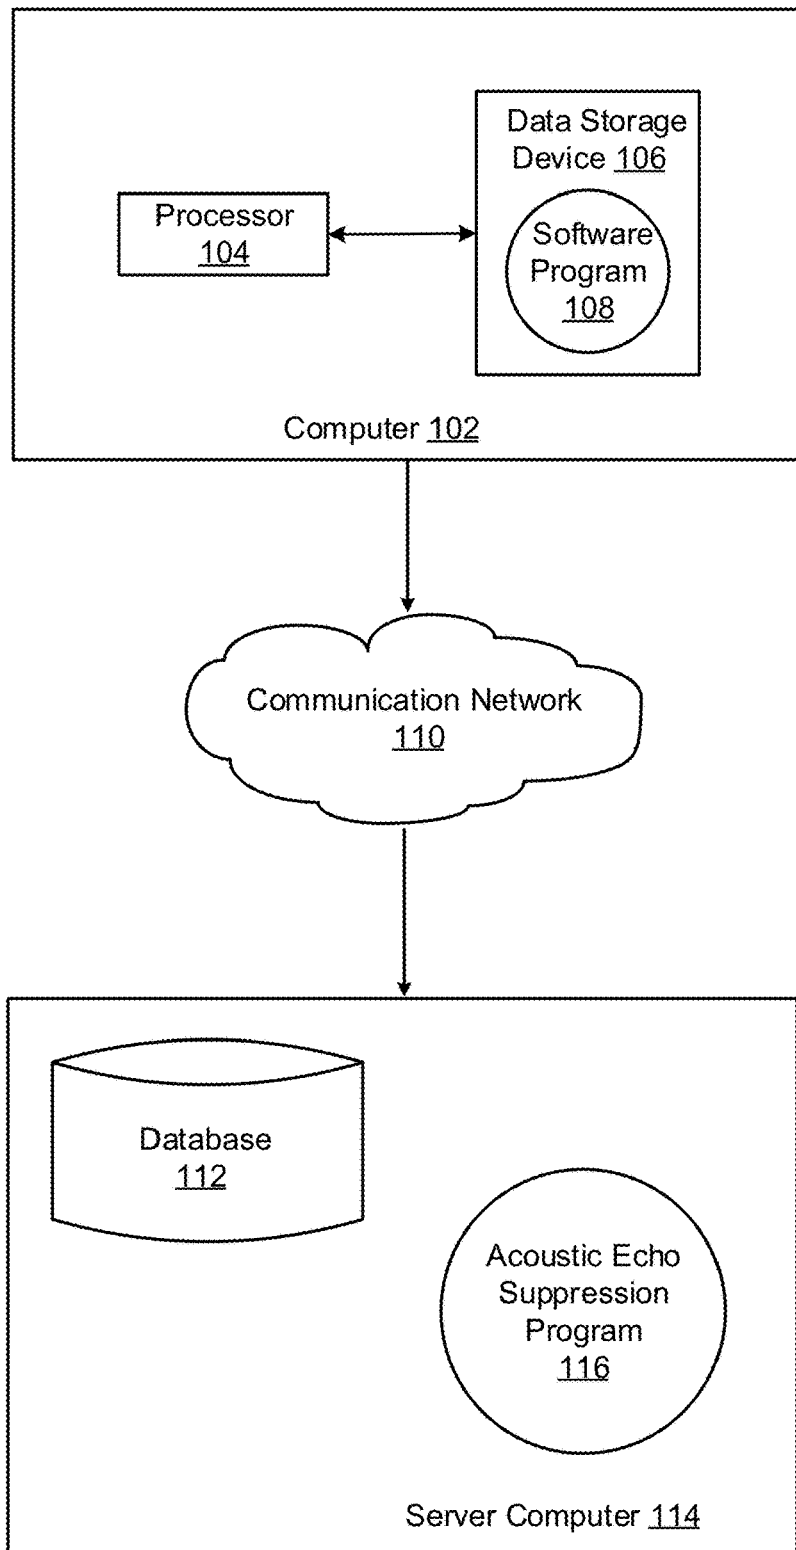 Data Storage
Device 106
Processor
104
Software
Program
108
Computer 102
Communication Network
110
Database
112
Acoustic Echo
Suppression
Program
116
Server Computer 114